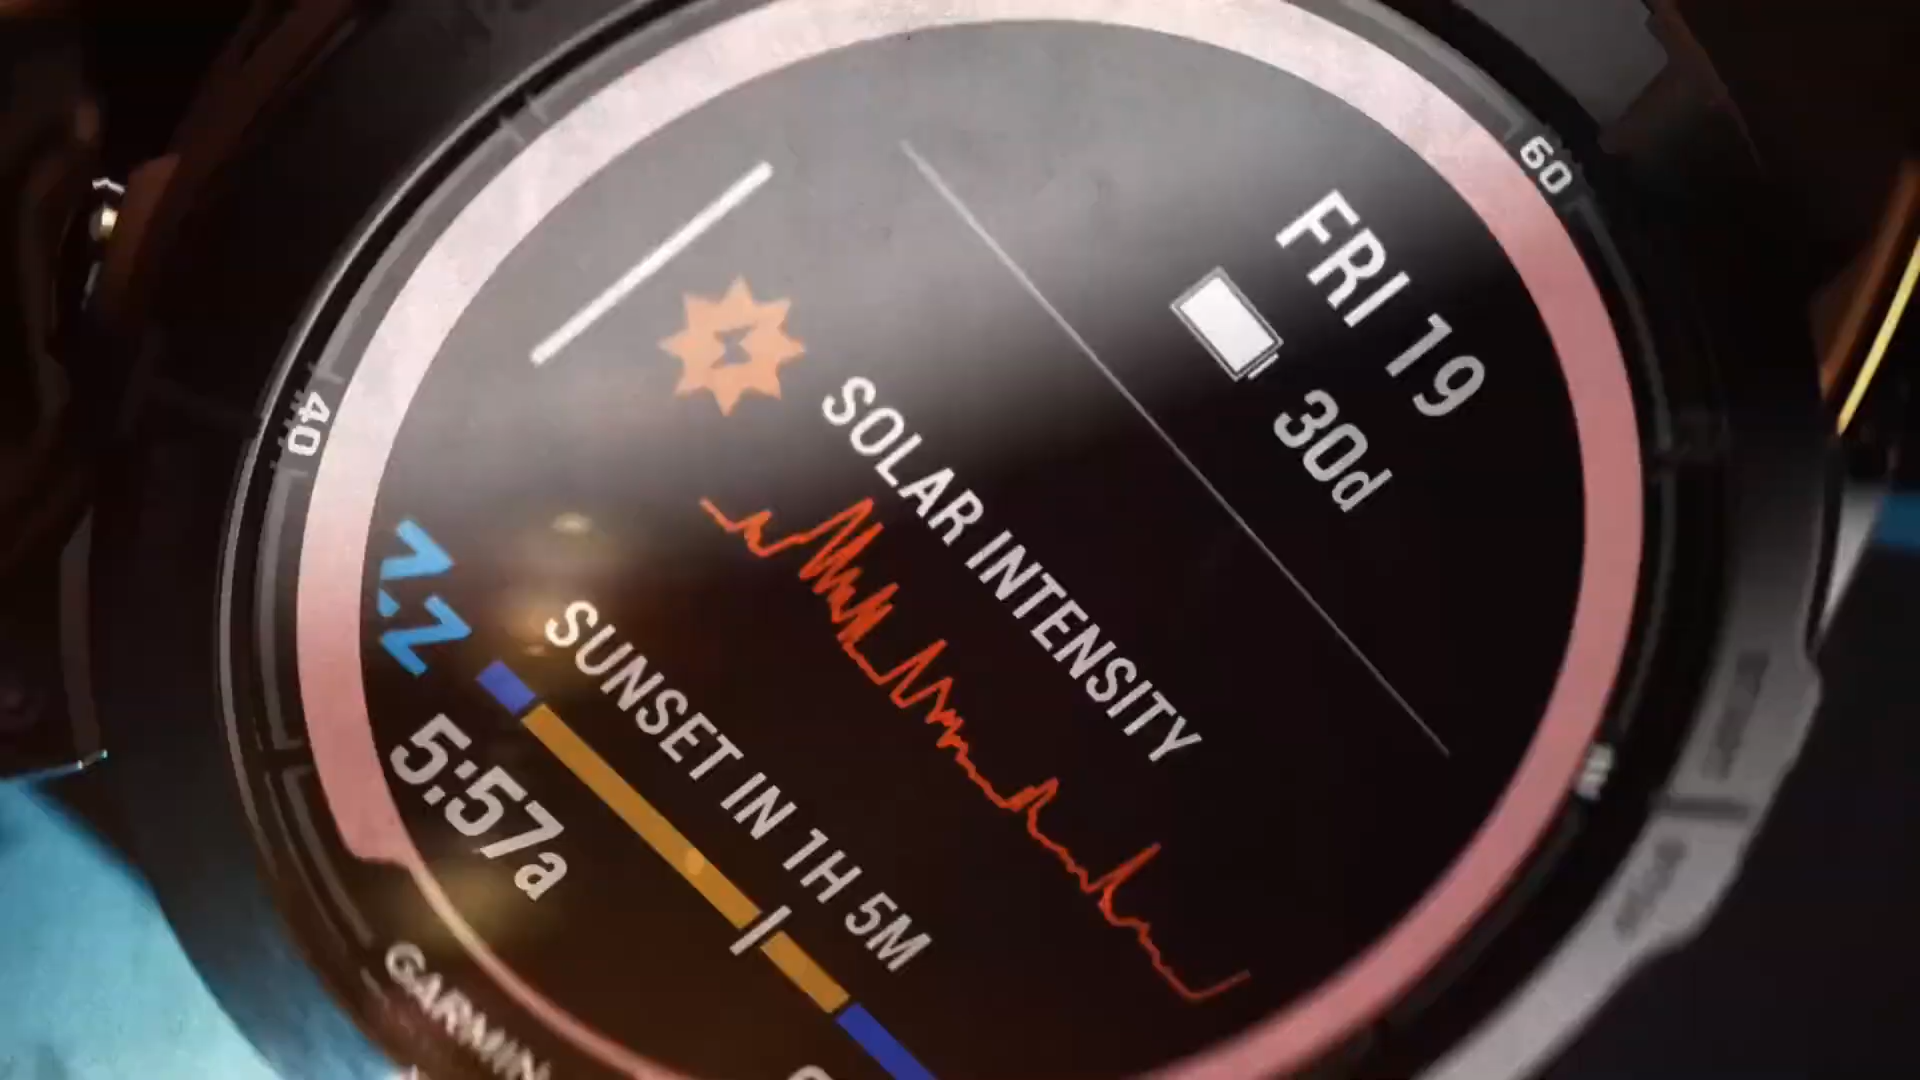 FRI 19
30d
SOLAR INTENSITY
SUNSET IN 1H 5M
5:57a
GARMIN
40
60